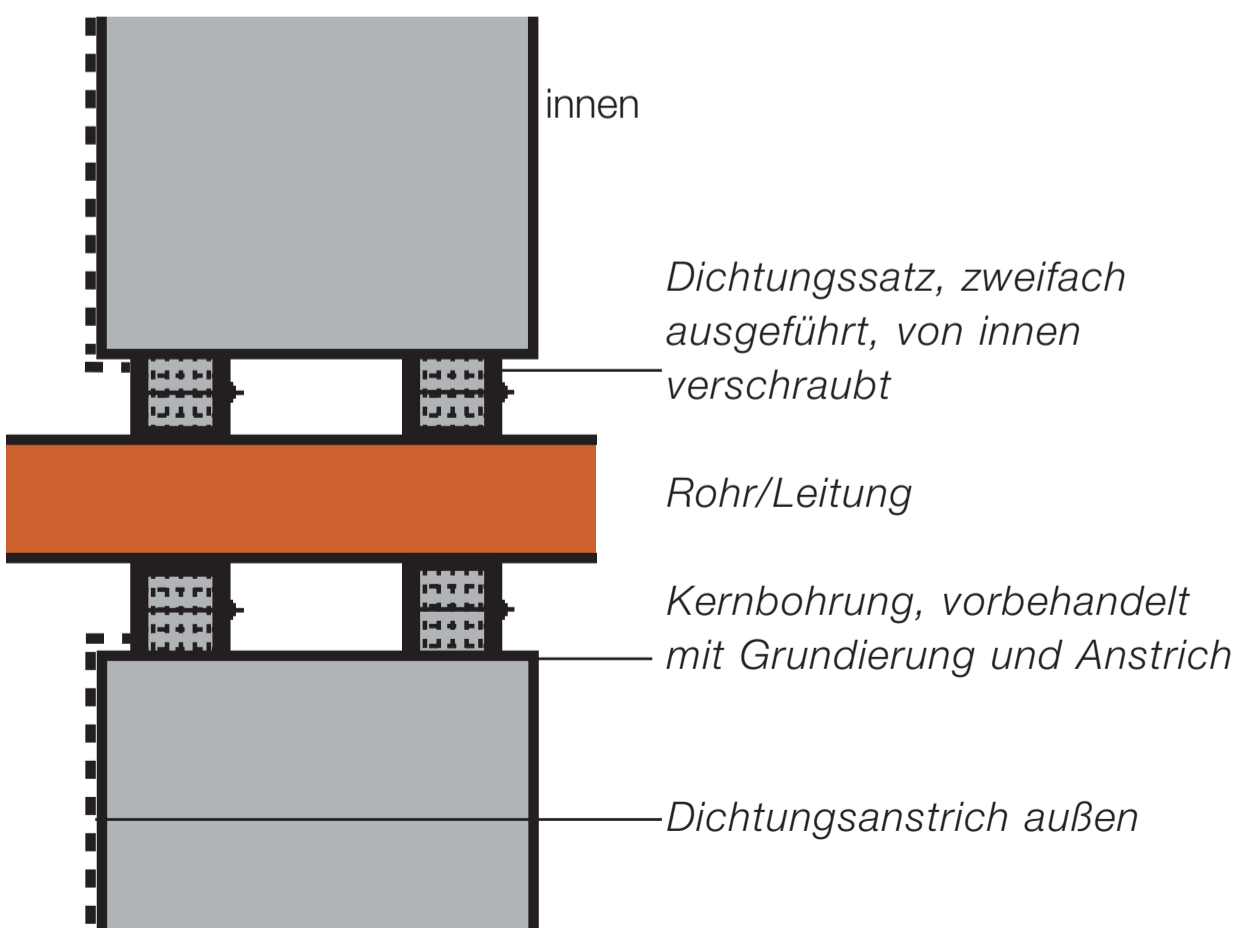 innen
Dichtungssatz, zweifach
ausgeführt, von innen
verschraubt
Rohr/Leitung
Kernbohrung, vorbehandelt
mit Grundierung und Anstrich
Dichtungsanstrich außen